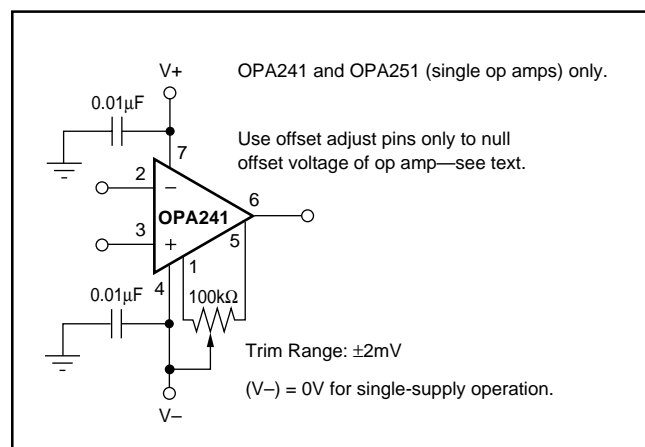 V+
OPA241 and OPA251 (single op amps) only.
0.01µF
Use offset adjust pins only to null
offset voltage of op amp—see text.
7
2
−
6
OPA241
3
+
5
1
4
100kΩ
0.01µF
Trim Range: ±2mV
(V–) = 0V for single-supply operation.
V–